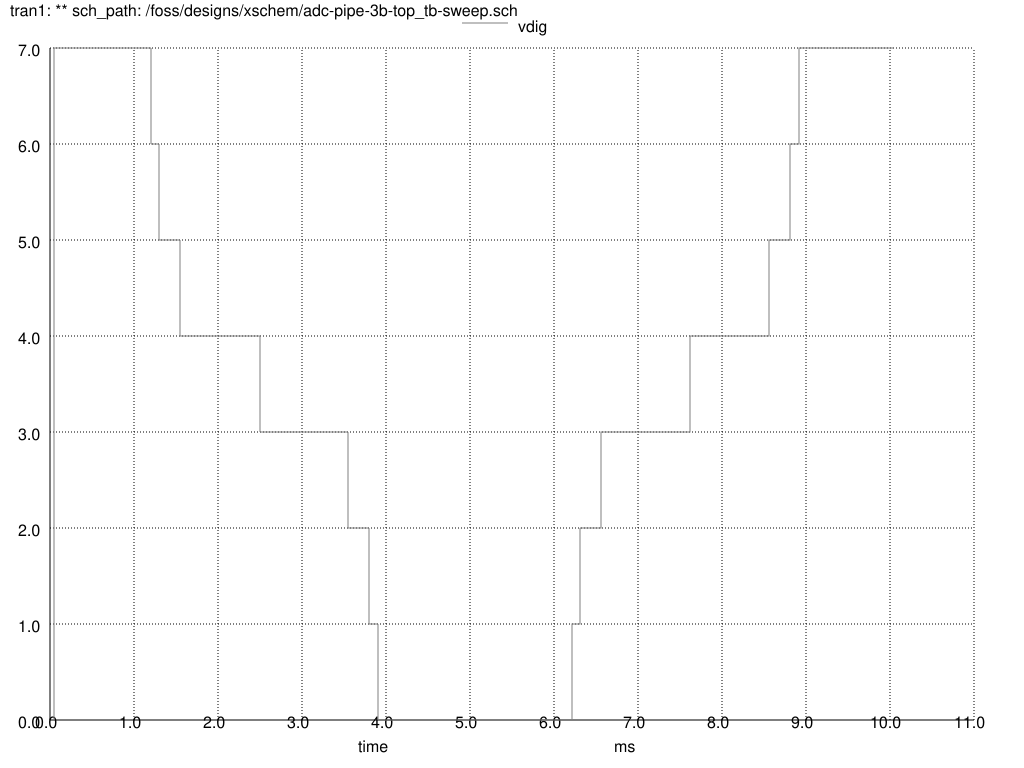 tran1: ** sch_path: /foss/designs/xschem/adc-pipe-3b-top_tb-sweep.sch
vdig
7.0
6.0
5.0
4.0
3.0
2.0
1.0
0.0
0.0 1.0 2.0 3.0 4.0 5.0 6.0 7.0 8.0 9.0 10.0 11.0
time ms